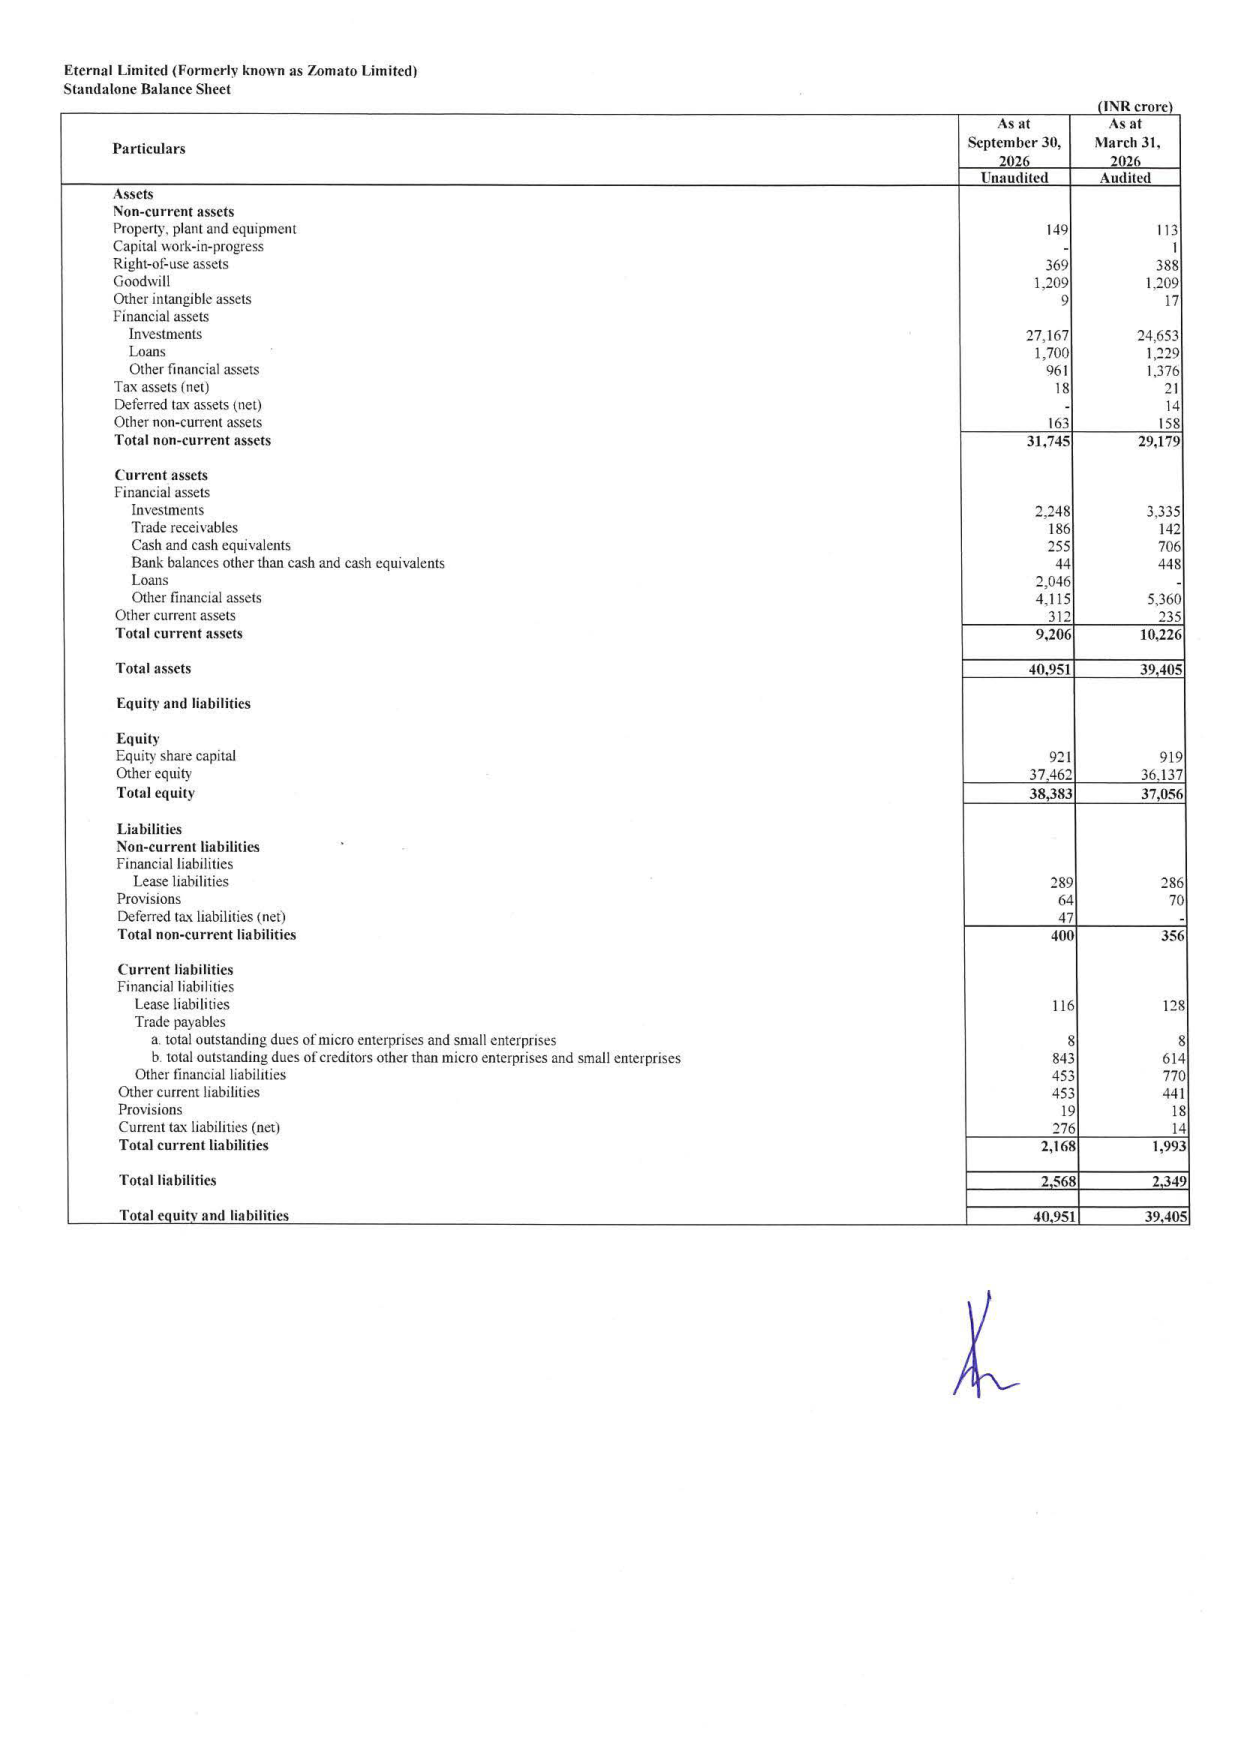 Eternal Limited (Formerly known as Zomato Limited)
Standalone Balance Sheet
(INR crore)
Particulars As at September 30, 2026 As at March 31, 2026
Unaudited Audited
Assets
Non-current assets
Property, plant and equipment 149 113
Capital work-in-progress - 1
Right-of-use assets 369 388
Goodwill 1,209 1,209
Other intangible assets 9 17
Financial assets
Investments 27,167 24,653
Loans 1,700 1,229
Other financial assets 961 1,376
Tax assets (net) 18 21
Deferred tax assets (net) - 14
Other non-current assets 163 158
Total non-current assets 31,745 29,179
Current assets
Financial assets
Investments 2,248 3,335
Trade receivables 186 142
Cash and cash equivalents 255 706
Bank balances other than cash and cash equivalents 44 448
Loans 2,046 -
Other financial assets 4,115 5,360
Other current assets 312 235
Total current assets 9,206 10,226
Total assets 40,951 39,405
Equity and liabilities
Equity
Equity share capital 921 919
Other equity 37,462 36,137
Total equity 38,383 37,056
Liabilities
Non-current liabilities
Financial liabilities
Lease liabilities 289 286
Provisions 64 70
Deferred tax liabilities (net) 47 -
Total non-current liabilities 400 356
Current liabilities
Financial liabilities
Lease liabilities 116 128
Trade payables
a. total outstanding dues of micro enterprises and small enterprises 8 8
b. total outstanding dues of creditors other than micro enterprises and small enterprises 843 614
Other financial liabilities 453 770
Other current liabilities 453 441
Provisions 19 18
Current tax liabilities (net) 276 14
Total current liabilities 2,168 1,993
Total liabilities 2,568 2,349
Total equity and liabilities 40,951 39,405